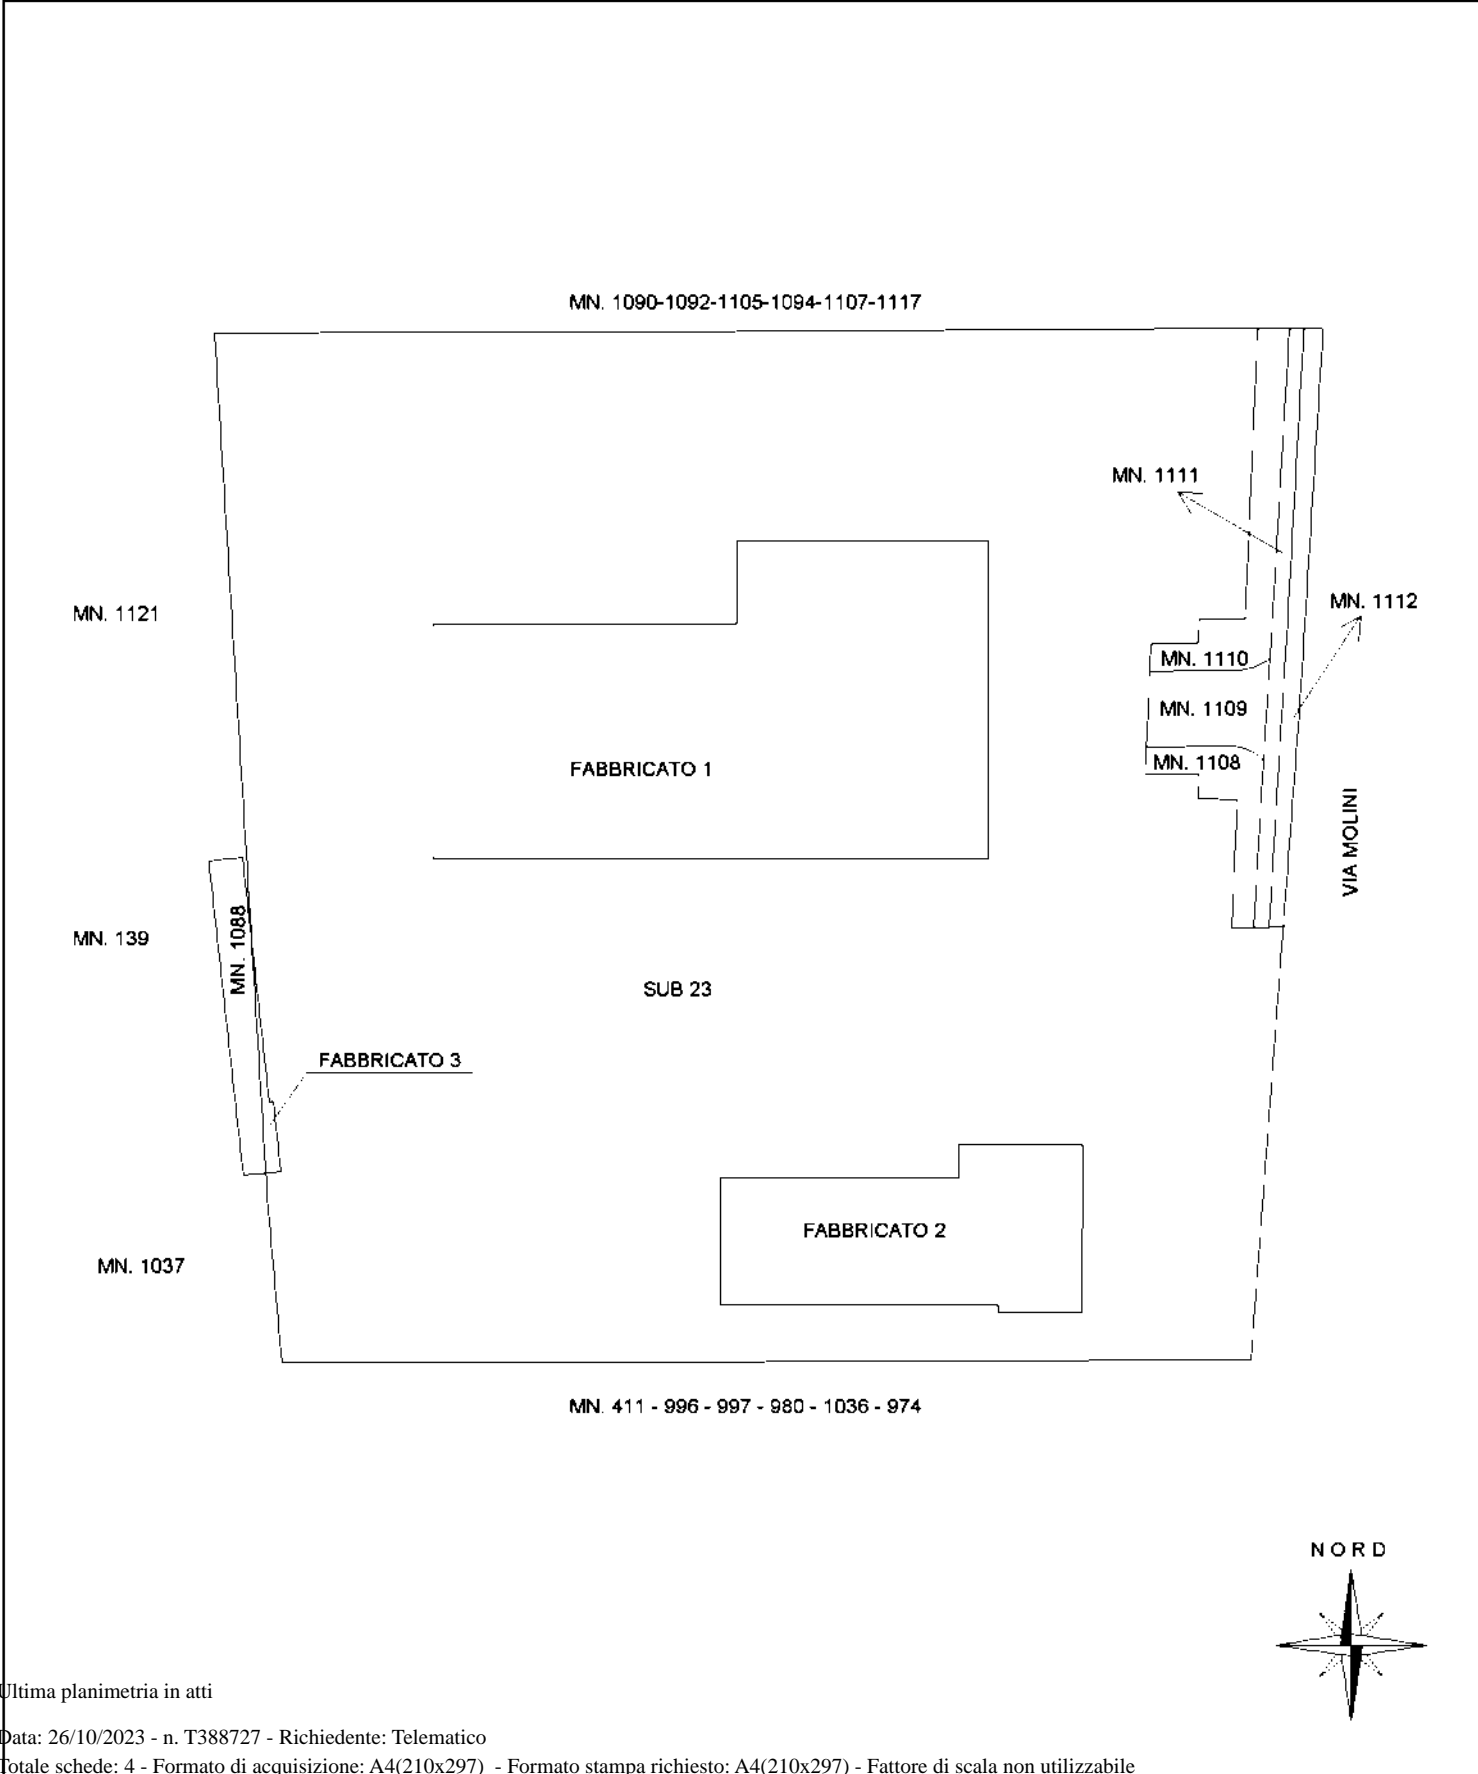 MN. 1090-1092-1105-1094-1107-1117
MN. 1111
MN. 1121
MN. 1112
MN. 1110
MN. 1109
MN. 1108
FABBRICATO 1
VIA MOLINI
MN. 139
MN. 1088
SUB 23
FABBRICATO 3
FABBRICATO 2
MN. 1037
MN. 411 - 996 - 997 - 980 - 1036 - 974
NORD
Ultima planimetria in atti
Data: 26/10/2023 - n. T388727 - Richiedente: Telematico
Totale schede: 4 - Formato di acquisizione: A4(210x297) - Formato stampa richiesto: A4(210x297) - Fattore di scala non utilizzabile